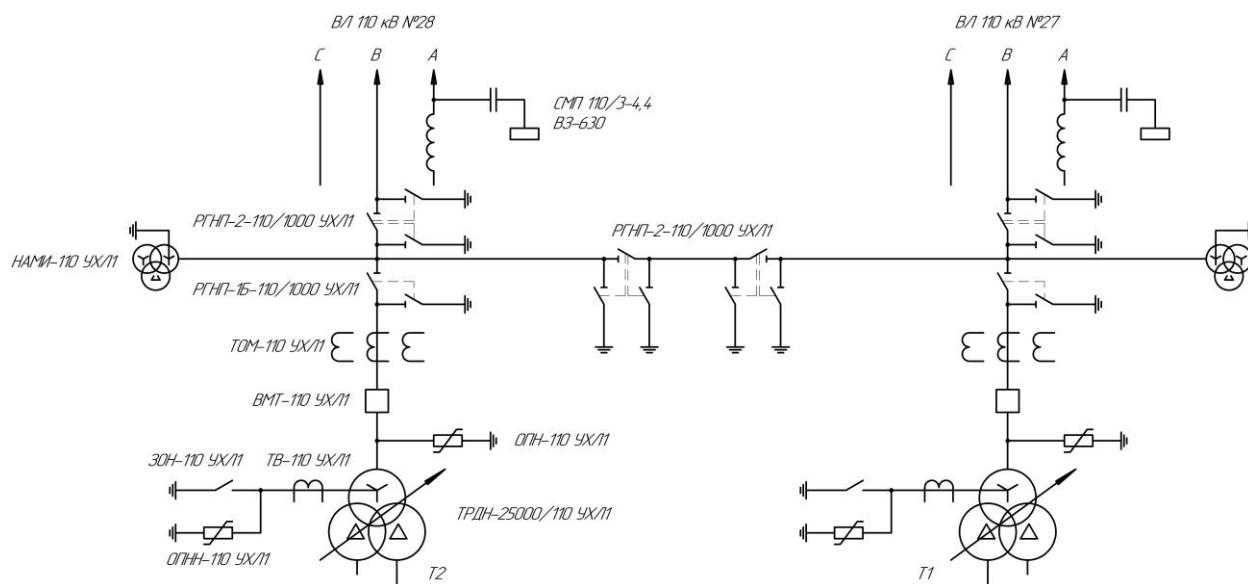 ВЛ 110 кВ №28
ВЛ 110 кВ №27
C B A
C B A
СМП 110/3-4,4
ВЗ-630
РГНП-2-110/1000 УХЛ1
РГНП-2-110/1000 УХЛ1
НАМИ-110 УХЛ1
РГНП-1Б-110/1000 УХЛ1
ТОМ-110 УХЛ1
ВМТ-110 УХЛ1
ОПН-110 УХЛ1
ЗОН-110 УХЛ1
ТВ-110 УХЛ1
ТРДН-25000/110 УХЛ1
ОПНН-110 УХЛ1
Т2
Т1